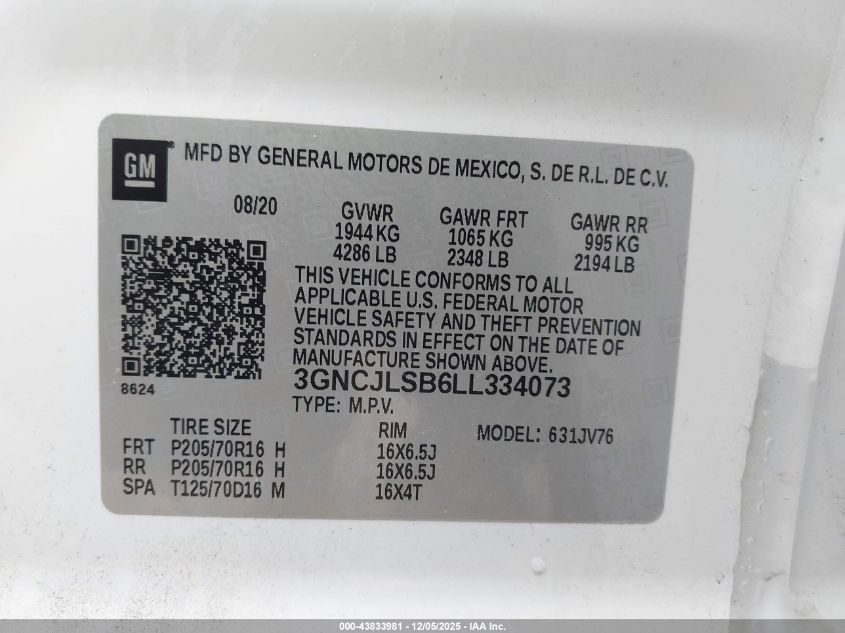 GM
MFD BY GENERAL MOTORS DE MEXICO, S. DE R.L. DE C.V.
08/20
GVWR GAWR FRT GAWR RR
1944 KG 1065 KG 995 KG
4286 LB 2348 LB 2194 LB
THIS VEHICLE CONFORMS TO ALL
APPLICABLE U.S. FEDERAL MOTOR
VEHICLE SAFETY AND THEFT PREVENTION
STANDARDS IN EFFECT ON THE DATE OF
MANUFACTURE SHOWN ABOVE.
8624
3GNCJLSB6LL334073
TYPE: M.P.V.
TIRE SIZE RIM MODEL: 631JV76
FRT P205/70R16 H 16X6.5J
RR P205/70R16 H 16X6.5J
SPA T125/70D16 M 16X4T
000-43833981 - 12/05/2025 - IAA Inc.